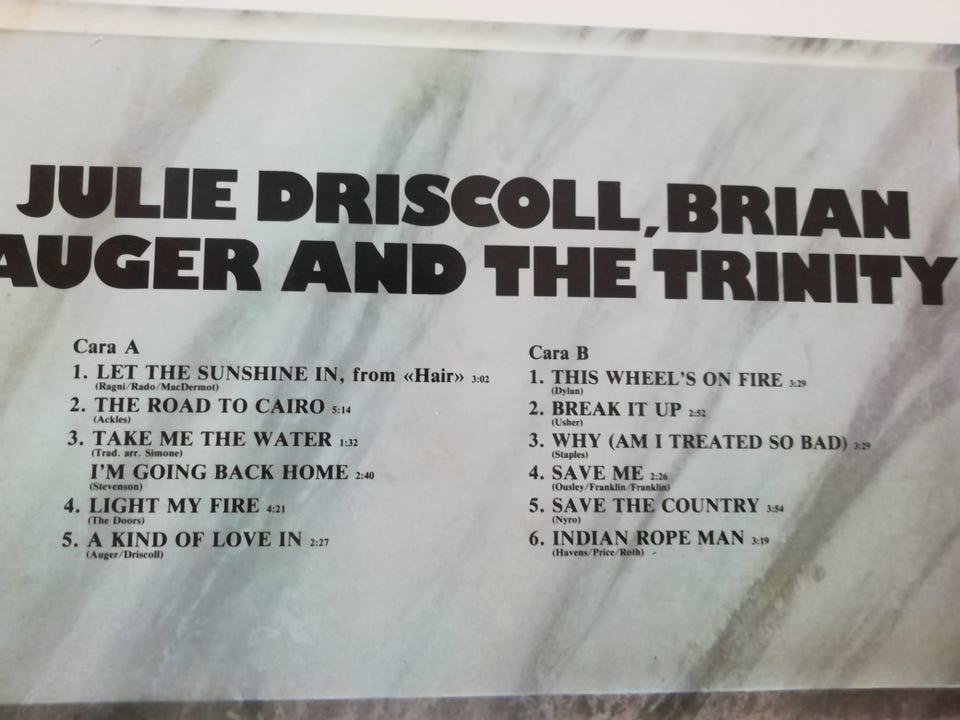 JULIE DRISCOLL, BRIAN
AUGER AND THE TRINITY
Cara A
1. LET THE SUNSHINE IN, from «Hair» 3:02
(Ragni/Rado/MacDermot)
2. THE ROAD TO CAIRO 5:14
(Ackles)
3. TAKE ME THE WATER 1:32
(Trad. arr. Simone)
I'M GOING BACK HOME 2:40
(Stevenson)
4. LIGHT MY FIRE 4:21
(The Doors)
5. A KIND OF LOVE IN 2:27
(Auger/Driscoll)
Cara B
1. THIS WHEEL'S ON FIRE 3:29
(Dylan)
2. BREAK IT UP 2:52
(Usher)
3. WHY (AM I TREATED SO BAD) 3:29
(Staples)
4. SAVE ME 2:26
(Ousley/Franklin/Franklin)
5. SAVE THE COUNTRY 3:54
(Nyro)
6. INDIAN ROPE MAN 3:19
(Havens/Price/Roth)